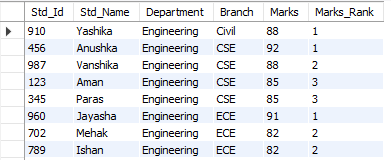 Std_Id Std_Name Department Branch Marks Marks_Rank
910 Yashika Engineering Civil 88 1
456 Anushka Engineering CSE 92 1
987 Vanshika Engineering CSE 88 2
123 Aman Engineering CSE 85 3
345 Paras Engineering CSE 85 3
960 Jayasha Engineering ECE 91 1
702 Mehak Engineering ECE 82 2
789 Ishan Engineering ECE 82 2